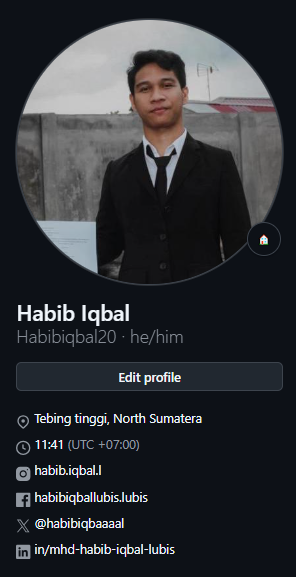 Habib Iqbal
Habibiqbal20 · he/him
Edit profile
Tebing tinggi, North Sumatera
11:41 (UTC +07:00)
habib.iqbal.l
habibiqballubis.lubis
@habibiqbaaaal
in/mhd-habib-iqbal-lubis